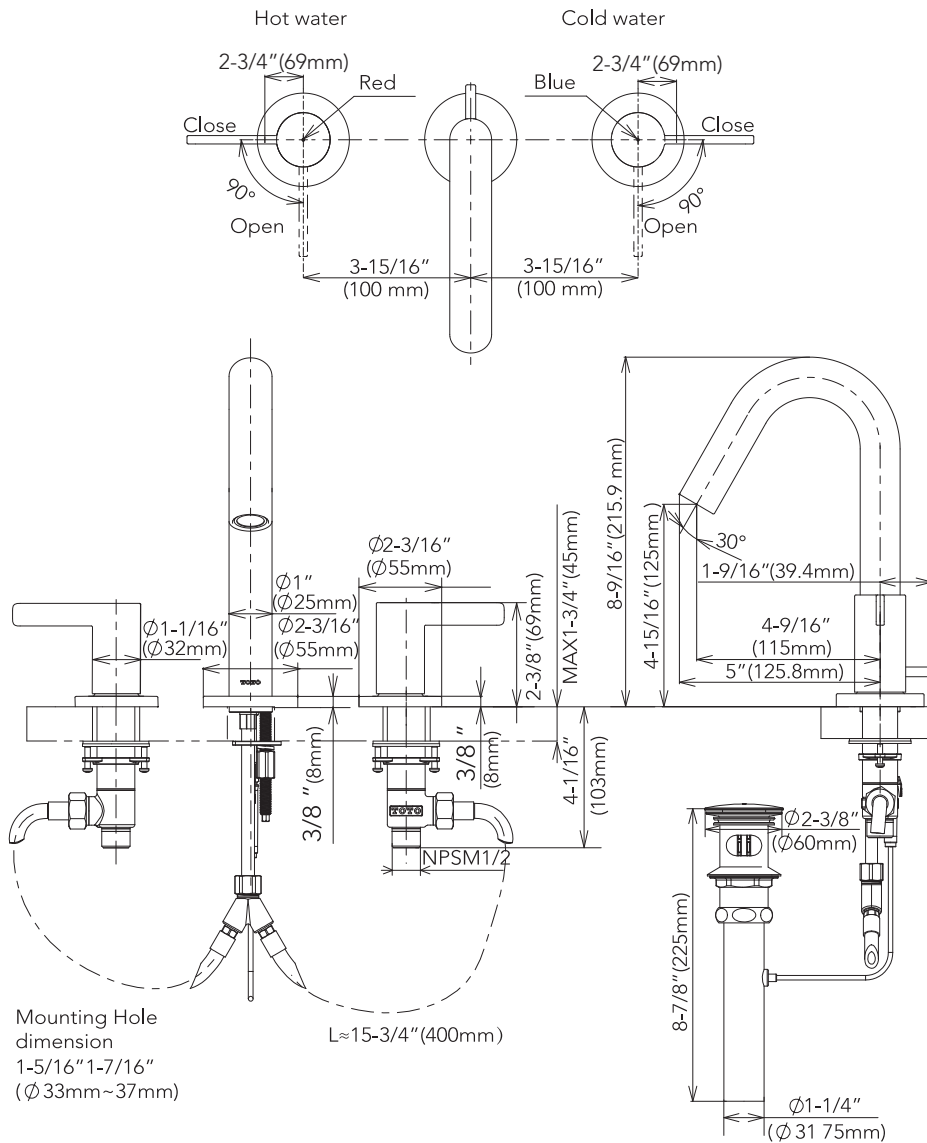 Hot water
Cold water
2-3/4"(69mm)
2-3/4"(69mm)
Red
Blue
Close
Close
90°
90°
Open
Open
3-15/16"
(100 mm)
3-15/16"
(100 mm)
8-9/16"(215.9 mm)
4-15/16"(125mm)
30°
1-9/16"(39.4mm)
4-9/16"
(115mm)
5"(125.8mm)
Ø2-3/16"
(Ø55mm)
Ø1"
(Ø25mm)
Ø2-3/16"
(Ø55mm)
Ø1-1/16"
(Ø32mm)
TOTO
2-3/8"(69mm)
MAX1-3/4"(45mm)
3/8 "(8mm)
3/8 "
(8mm)
4-1/16"
(103mm)
TOTO
NPSM1/2
Ø2-3/8"
(Ø60mm)
8-7/8"(225mm)
Mounting Hole
dimension
1-5/16"1-7/16"
(Ø33mm~37mm)
L≈15-3/4"(400mm)
Ø1-1/4"
(Ø31 75mm)